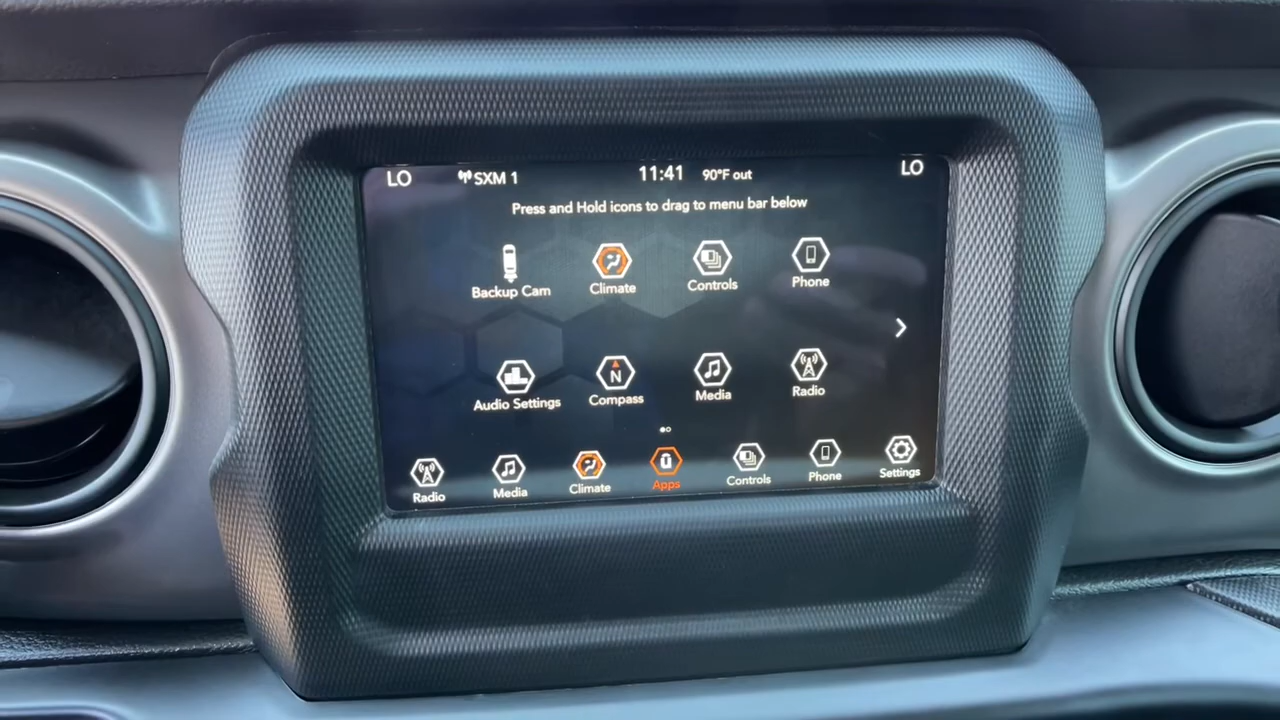 LO SXM 1 11:41 90°F out LO
Press and Hold icons to drag to menu bar below
Backup Cam Climate Controls Phone
N
Audio Settings Compass Media Radio
Radio Media Climate Apps Controls Phone Settings